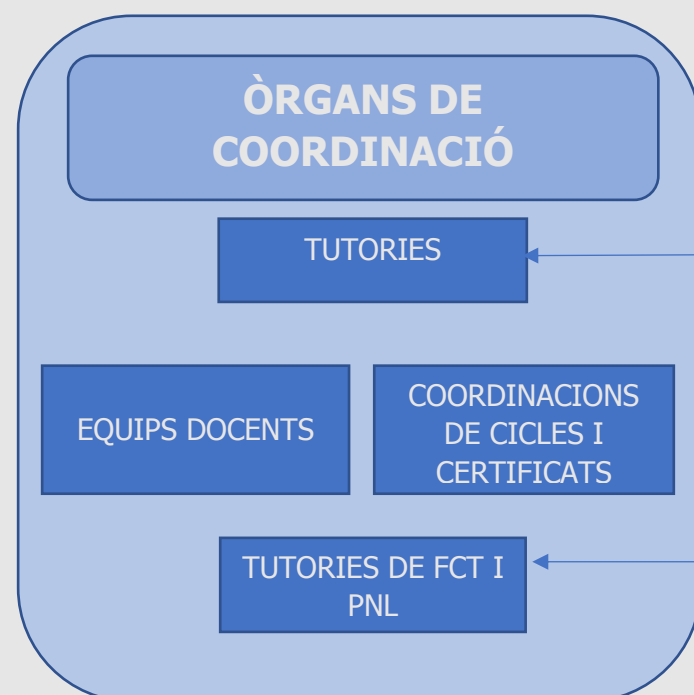 ÒRGANS DE
COORDINACIÓ
TUTORIES
EQUIPS DOCENTS
COORDINACIONS
DE CICLES I
CERTIFICATS
TUTORIES DE FCT I
PNL